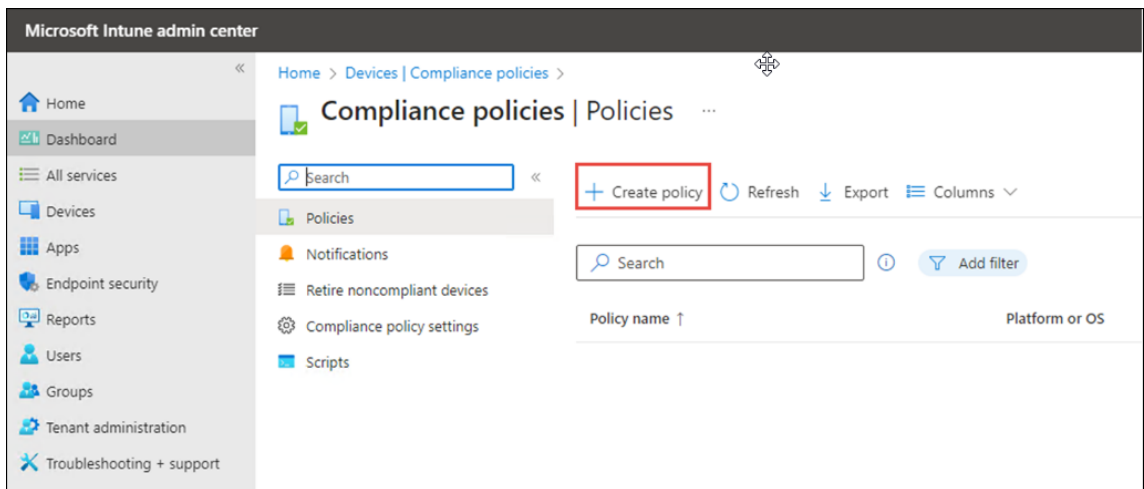 Microsoft Intune admin center
«
Home
Dashboard
All services
Devices
Apps
Endpoint security
Reports
Users
Groups
Tenant administration
Troubleshooting + support
Home > Devices | Compliance policies >
Compliance policies | Policies ...
Search «
Policies
Notifications
Retire noncompliant devices
Compliance policy settings
Scripts
+ Create policy Refresh Export Columns
Search Add filter
Policy name ↑ Platform or OS